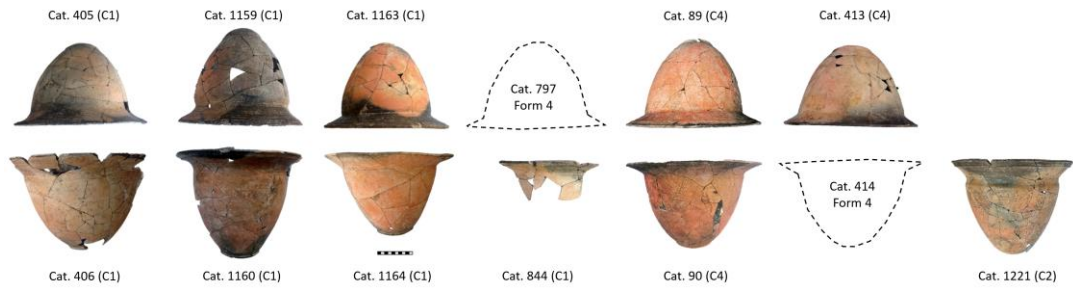 Cat. 405 (C1)
Cat. 1159 (C1)
Cat. 1163 (C1)
Cat. 89 (C4)
Cat. 413 (C4)
Cat. 797
Form 4
Cat. 414
Form 4
Cat. 406 (C1)
Cat. 1160 (C1)
Cat. 1164 (C1)
Cat. 844 (C1)
Cat. 90 (C4)
Cat. 1221 (C2)